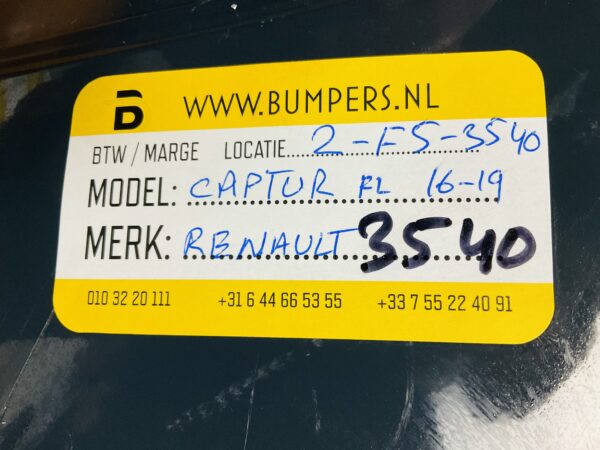 B WWW.BUMPERS.NL
BTW / MARGE LOCATIE 2-F5-3540
MODEL: CAPTUR FL 16-19
MERK: RENAULT 3540
010 32 20 111 +31 6 44 66 53 55 +33 7 55 22 40 91